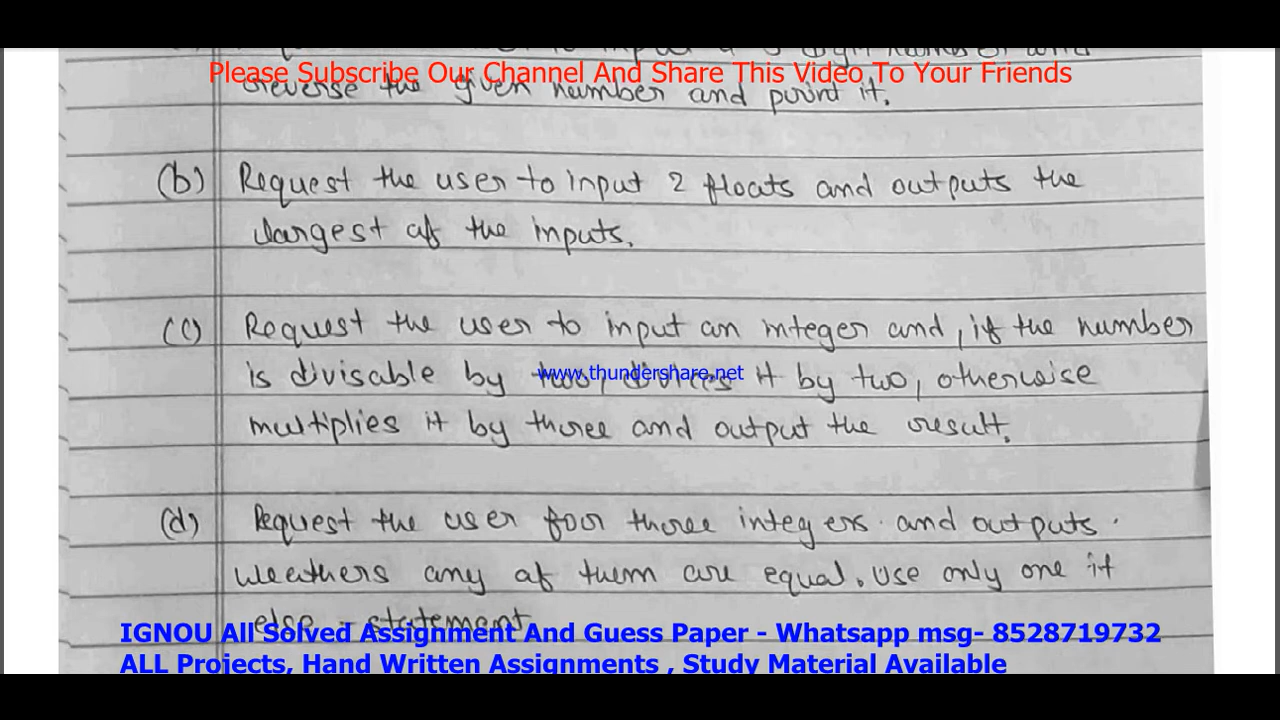 Please Subscribe Our Channel And Share This Video To Your Friends
reverse the given number and print it.
(b) Request the user to input 2 floats and outputs the
largest of the inputs.
(c) Request the user to input an integer and, if the number
is divisable by two, divides it by two, otherwise
www.thundershare.net
multiplies it by three and output the result.
(d) Request the user for three integers and outputs
weathers any of them are equal. Use only one if
else - statement
IGNOU All Solved Assignment And Guess Paper - Whatsapp msg- 8528719732
ALL Projects, Hand Written Assignments , Study Material Available